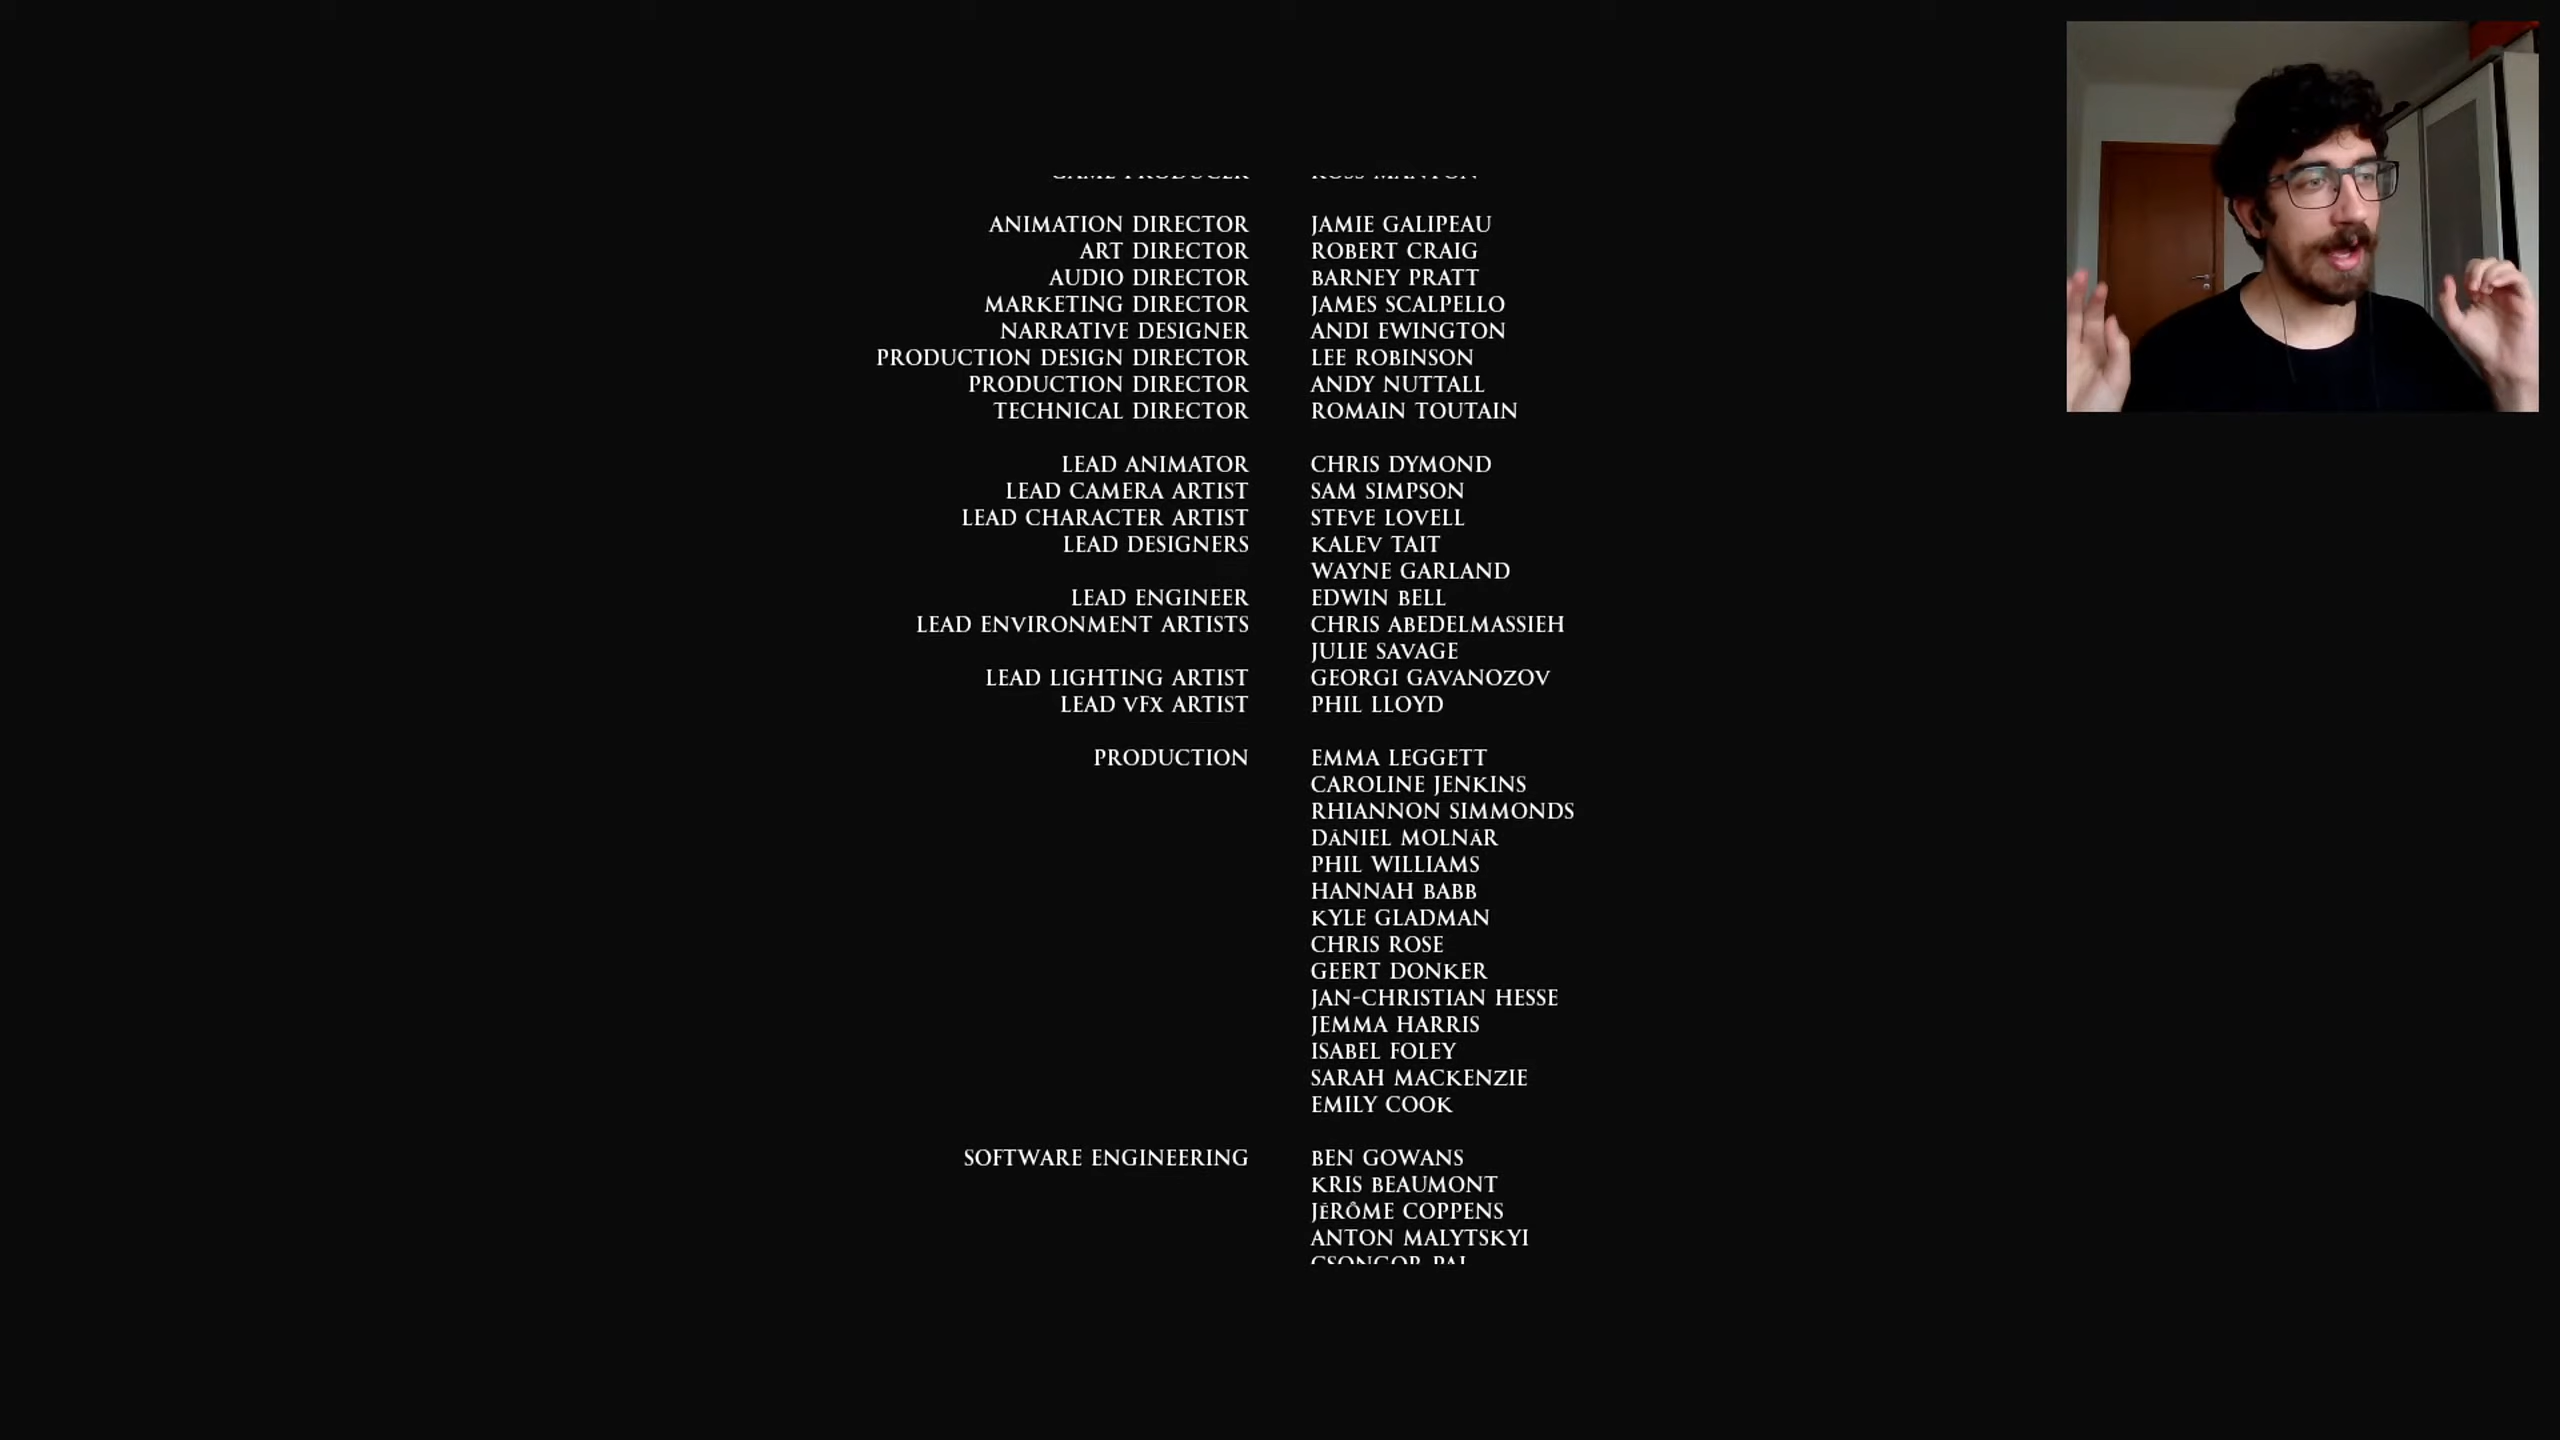 GAME PRODUCER ROSS MANTON
ANIMATION DIRECTOR JAMIE GALIPEAU
ART DIRECTOR ROBERT CRAIG
AUDIO DIRECTOR BARNEY PRATT
MARKETING DIRECTOR JAMES SCALPELLO
NARRATIVE DESIGNER ANDI EWINGTON
PRODUCTION DESIGN DIRECTOR LEE ROBINSON
PRODUCTION DIRECTOR ANDY NUTTALL
TECHNICAL DIRECTOR ROMAIN TOUTAIN
LEAD ANIMATOR CHRIS DYMOND
LEAD CAMERA ARTIST SAM SIMPSON
LEAD CHARACTER ARTIST STEVE LOVELL
LEAD DESIGNERS KALEV TAIT
WAYNE GARLAND
LEAD ENGINEER EDWIN BELL
LEAD ENVIRONMENT ARTISTS CHRIS ABEDELMASSIEH
JULIE SAVAGE
LEAD LIGHTING ARTIST GEORGI GAVANOZOV
LEAD VFX ARTIST PHIL LLOYD
PRODUCTION EMMA LEGGETT
CAROLINE JENKINS
RHIANNON SIMMONDS
DÁNIEL MOLNÁR
PHIL WILLIAMS
HANNAH BABB
KYLE GLADMAN
CHRIS ROSE
GEERT DONKER
JAN-CHRISTIAN HESSE
JEMMA HARRIS
ISABEL FOLEY
SARAH MACKENZIE
EMILY COOK
SOFTWARE ENGINEERING BEN GOWANS
KRIS BEAUMONT
JÉRÔME COPPENS
ANTON MALYTSKYI
CSONGOR PAL